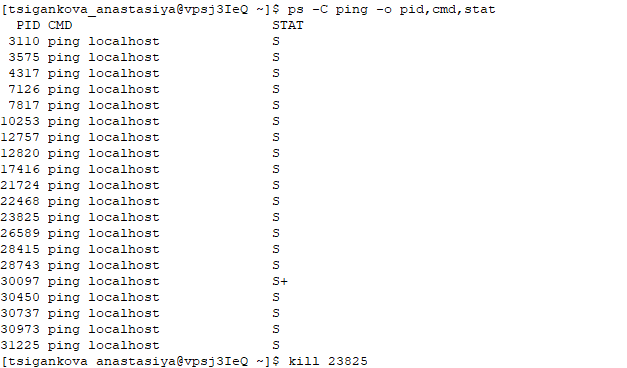 [tsigankova_anastasiya@vpsj3IeQ ~]$ ps -C ping -o pid,cmd,stat
  PID CMD                         STAT
 3110 ping localhost              S
 3575 ping localhost              S
 4317 ping localhost              S
 7126 ping localhost              S
 7817 ping localhost              S
10253 ping localhost              S
12757 ping localhost              S
12820 ping localhost              S
17416 ping localhost              S
21724 ping localhost              S
22468 ping localhost              S
23825 ping localhost              S
26589 ping localhost              S
28415 ping localhost              S
28743 ping localhost              S
30097 ping localhost              S+
30450 ping localhost              S
30737 ping localhost              S
30973 ping localhost              S
31225 ping localhost              S
[tsigankova_anastasiya@vpsj3IeQ ~]$ kill 23825